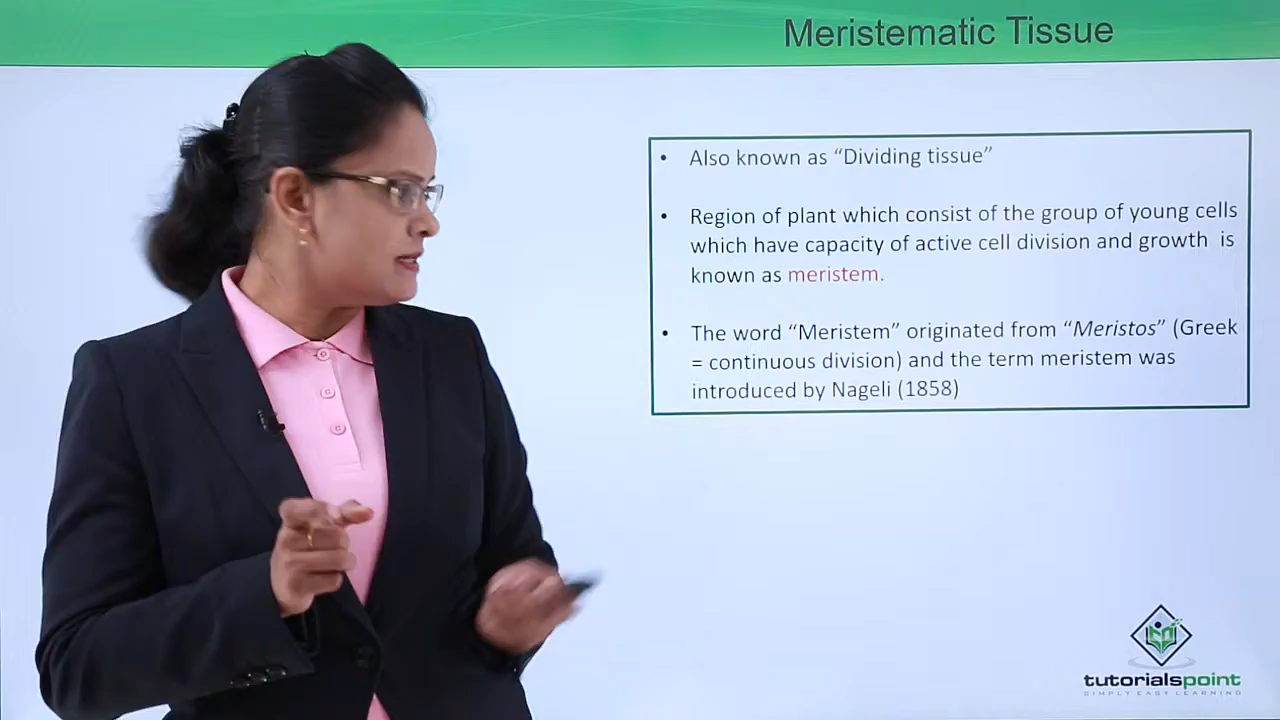 Meristematic Tissue
• Also known as “Dividing tissue”
• Region of plant which consist of the group of young cells
which have capacity of active cell division and growth is
known as meristem.
• The word “Meristem” originated from “Meristos” (Greek
= continuous division) and the term meristem was
introduced by Nageli (1858)
tutorialspoint
SIMPLY EASY LEARNING